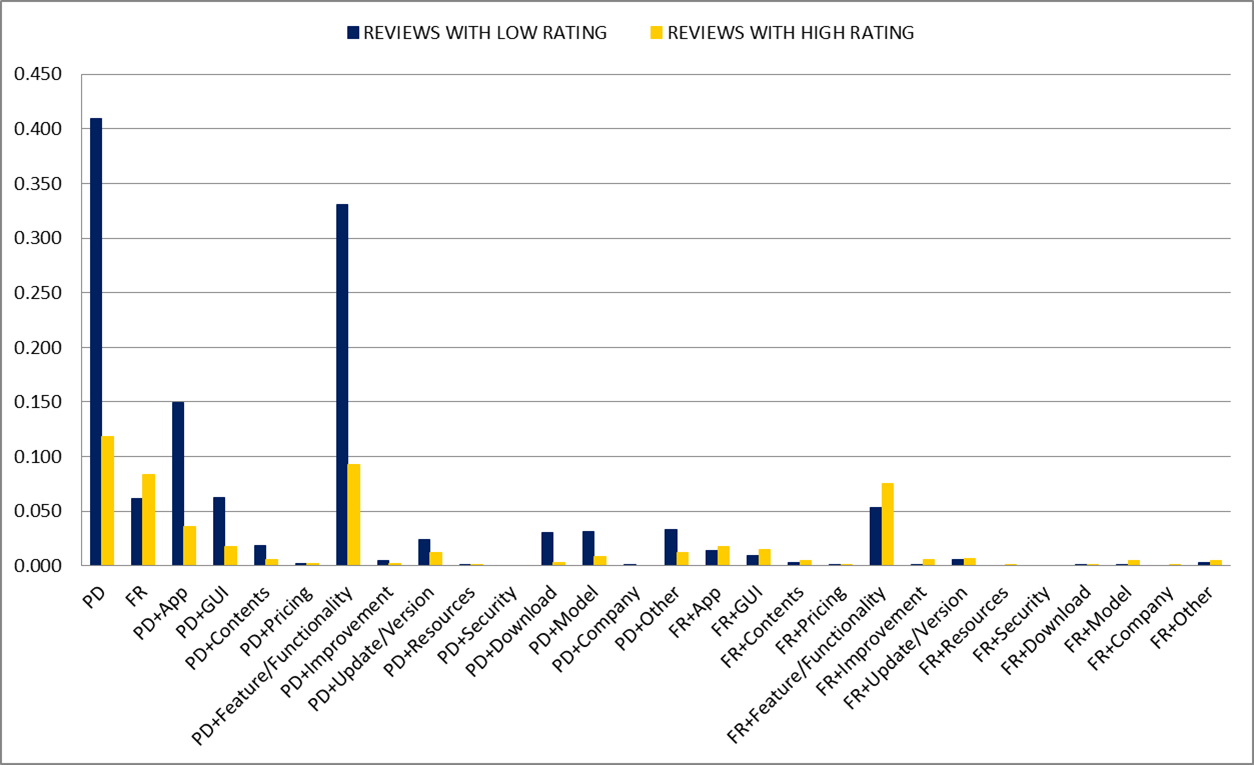 REVIEWS WITH LOW RATING REVIEWS WITH HIGH RATING
0.450
0.400
0.350
0.300
0.250
0.200
0.150
0.100
0.050
0.000
PD
FR
PD+App
PD+GUI
PD+Contents
PD+Pricing
PD+Feature/Functionality
PD+Improvement
PD+Update/Version
PD+Resources
PD+Security
PD+Download
PD+Model
PD+Company
PD+Other
FR+App
FR+GUI
FR+Contents
FR+Pricing
FR+Feature/Functionality
FR+Improvement
FR+Update/Version
FR+Resources
FR+Security
FR+Download
FR+Model
FR+Company
FR+Other